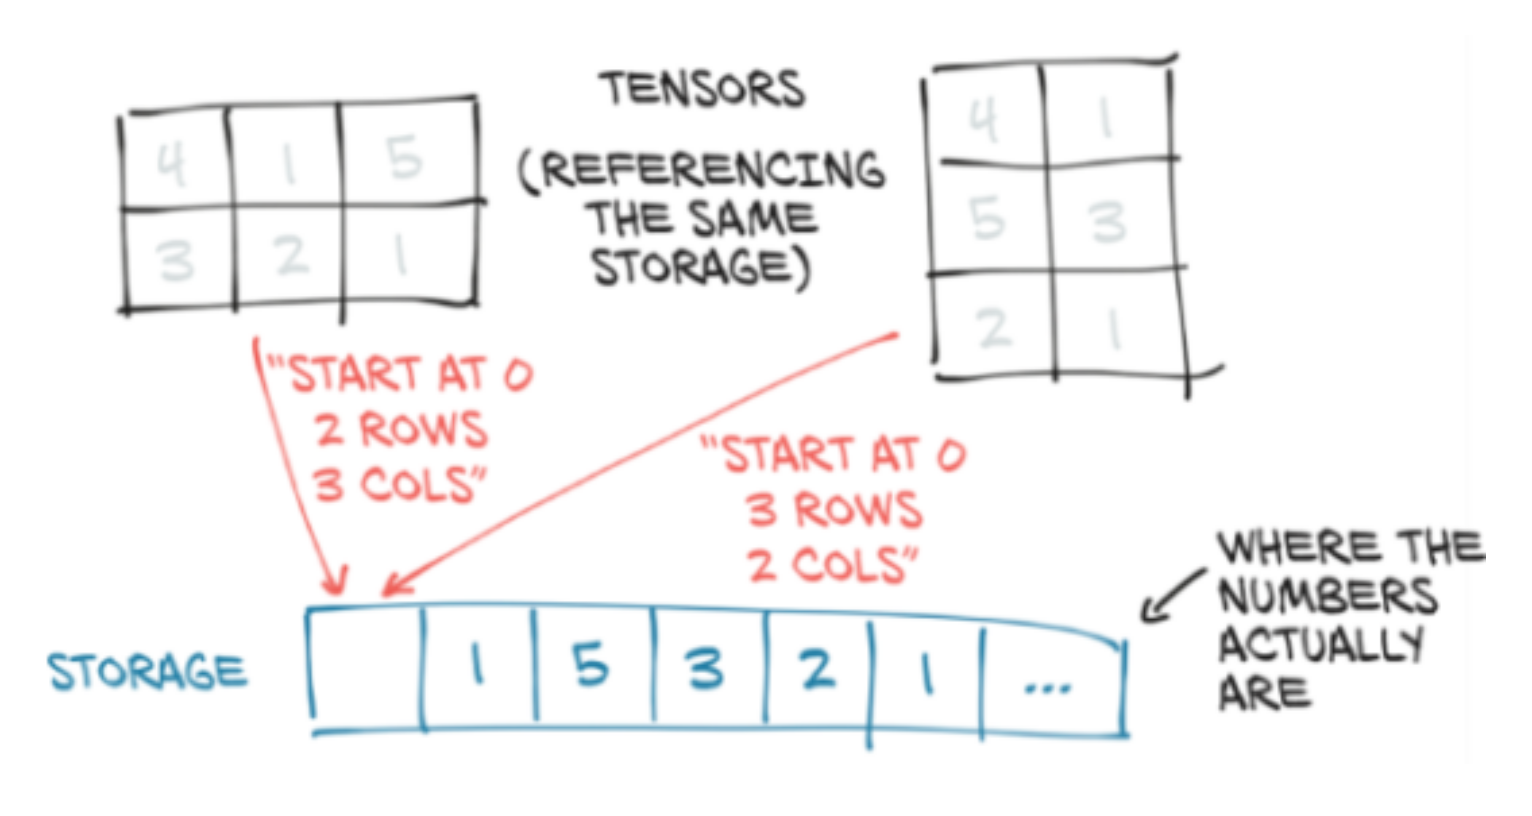 TENSORS
(REFERENCING
THE SAME
STORAGE)
4 1 5
3 2 1
4 1
5 3
2 1
"START AT 0
2 ROWS
3 COLS"
"START AT 0
3 ROWS
2 COLS"
WHERE THE
NUMBERS
ACTUALLY
ARE
STORAGE
1 5 3 2 1 ...